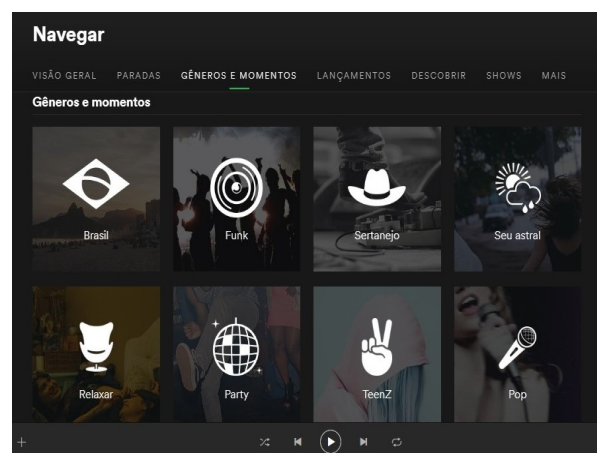 Navegar
VISÃO GERAL PARADAS GÊNEROS E MOMENTOS LANÇAMENTOS DESCOBRIR SHOWS MAIS
Gêneros e momentos
Brasil Funk Sertanejo Seu astral
Relaxar Party TeenZ Pop